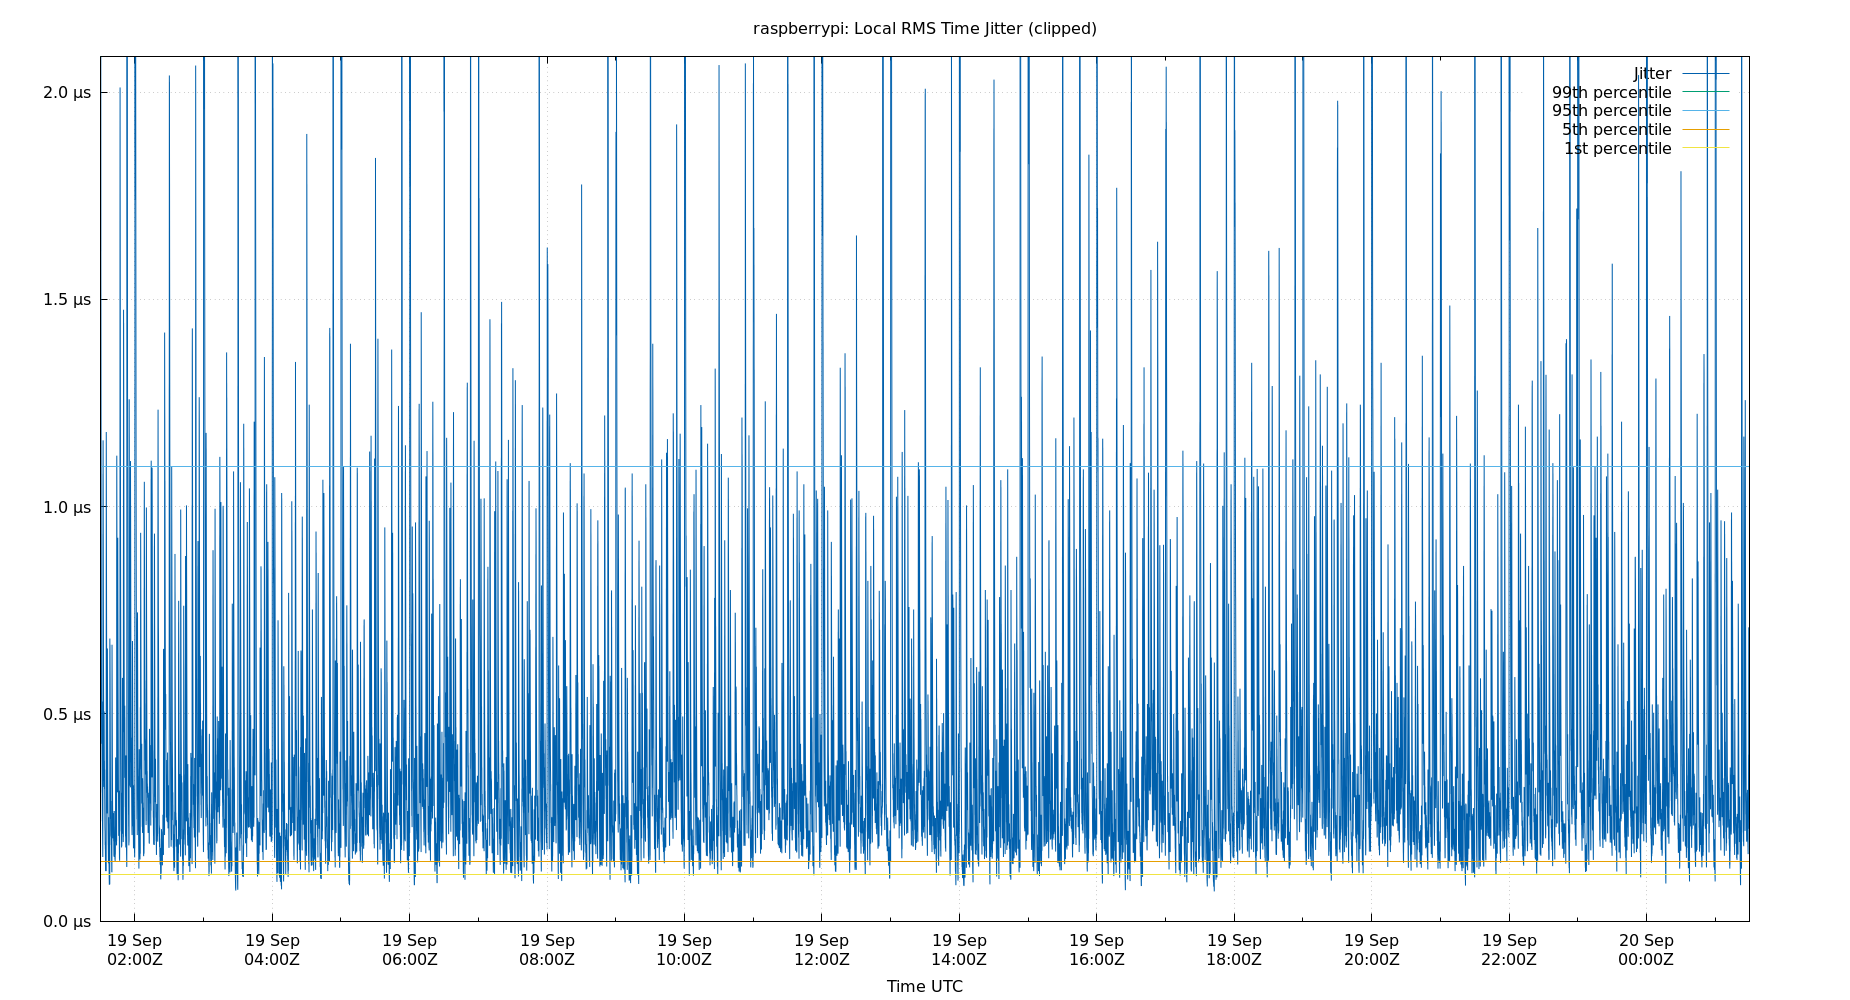 raspberrypi: Local RMS Time Jitter (clipped)
Jitter
99th percentile
95th percentile
5th percentile
1st percentile
2.0 µs
1.5 µs
1.0 µs
0.5 µs
0.0 µs
19 Sep 19 Sep 19 Sep 19 Sep 19 Sep 19 Sep 19 Sep 19 Sep 19 Sep 19 Sep 19 Sep 20 Sep
02:00Z 04:00Z 06:00Z 08:00Z 10:00Z 12:00Z 14:00Z 16:00Z 18:00Z 20:00Z 22:00Z 00:00Z
Time UTC